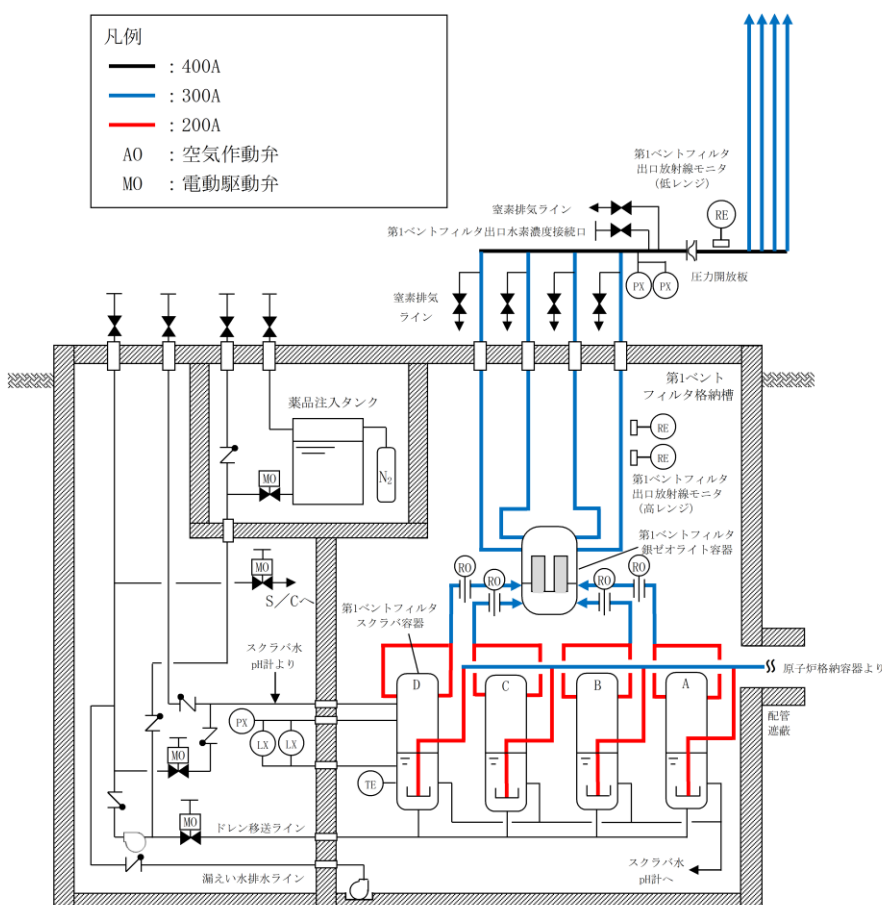 凡例
: 400A
: 300A
: 200A
AO : 空気作動弁
MO : 電動駆動弁
第1ベントフィルタ
出口放射線モニタ
(低レンジ)
RE
窒素排気ライン
第1ベントフィルタ出口水素濃度接続口
圧力開放板
PX
PX
窒素排気
ライン
第1ベント
フィルタ格納槽
薬品注入タンク
N2
MO
RE
RE
第1ベントフィルタ
出口放射線モニタ
(高レンジ)
第1ベントフィルタ
銀ゼオライト容器
MO
S/Cへ
RO
RO
RO
RO
第1ベントフィルタ
スクラバ容器
スクラバ水
pH計より
原子炉格納容器より
D
C
B
A
配管
遮蔽
PX
LX
LX
MO
TE
MO
ドレン移送ライン
スクラバ水
pH計へ
漏えい水排水ライン